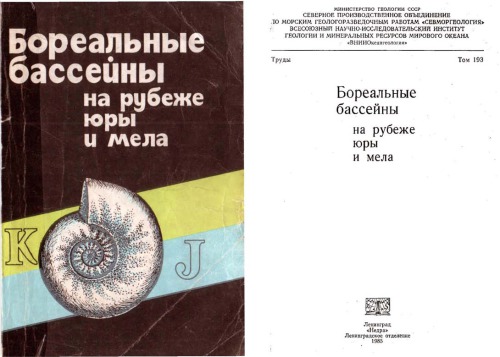 Бореальные
бассейны
на рубеже
юры
и мела
K
J
МИНИСТЕРСТВО ГЕОЛОГИИ СССР
СЕВЕРНОЕ ПРОИЗВОДСТВЕННОЕ ОБЪЕДИНЕНИЕ
ПО МОРСКИМ ГЕОЛОГОРАЗВЕДОЧНЫМ РАБОТАМ «СЕВМОРГЕОЛОГИЯ»
ВСЕСОЮЗНЫЙ НАУЧНО-ИССЛЕДОВАТЕЛЬСКИЙ ИНСТИТУТ
ГЕОЛОГИИ И МИНЕРАЛЬНЫХ РЕСУРСОВ МИРОВОГО ОКЕАНА
«ВНИИОкеангеология»
Труды Том 193
Бореальные
бассейны
на рубеже
юры
и мела
Ленинград
«Недра»
Ленинградское отделение
1985